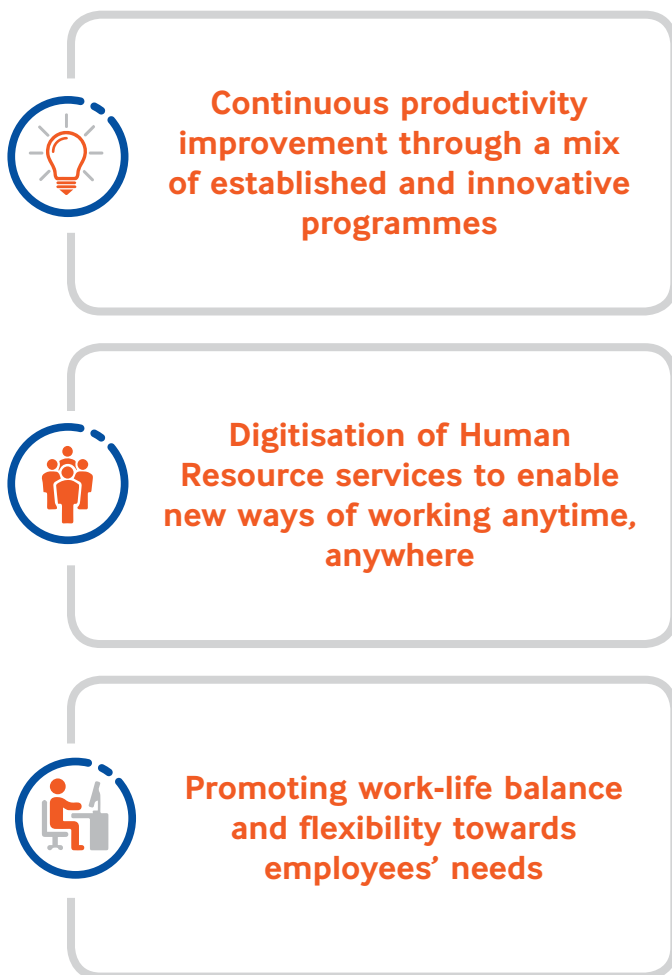 Continuous productivity
improvement through a mix
of established and innovative
programmes
Digitisation of Human
Resource services to enable
new ways of working anytime,
anywhere
Promoting work-life balance
and flexibility towards
employees’ needs